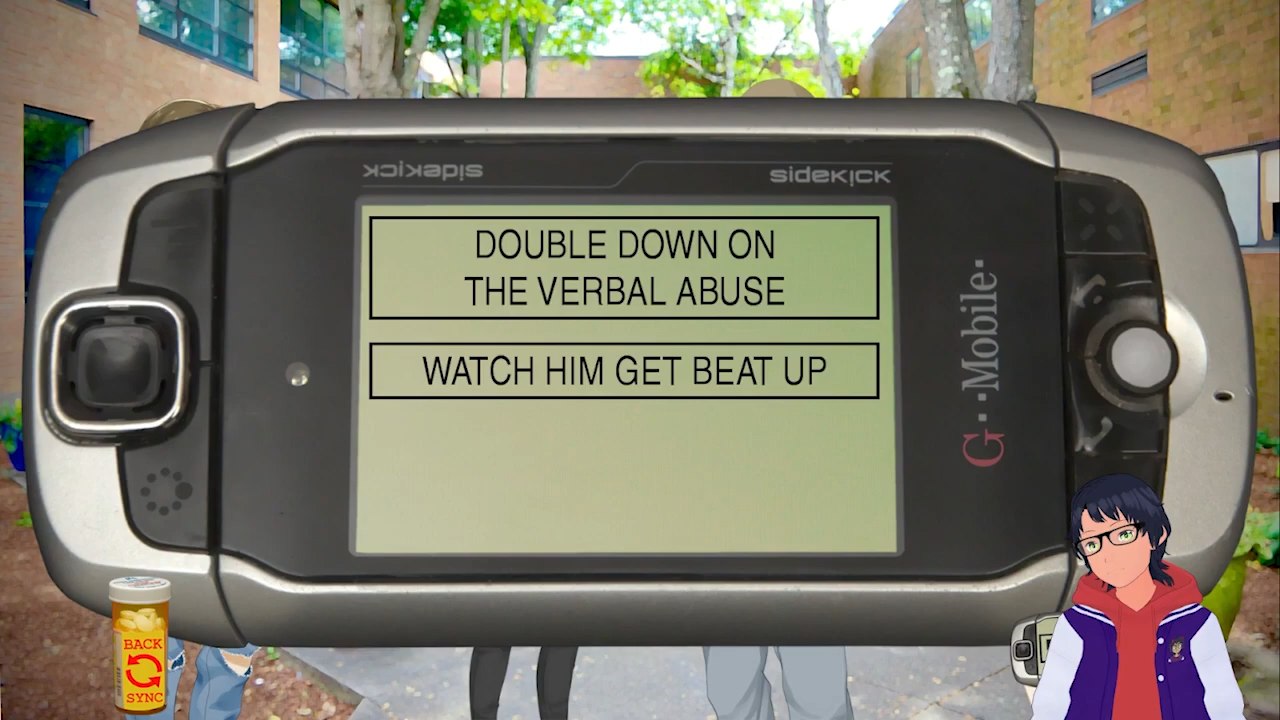 sidekick
sidekick
DOUBLE DOWN ON
THE VERBAL ABUSE
WATCH HIM GET BEAT UP
G··Mobile·
BACK
SYNC